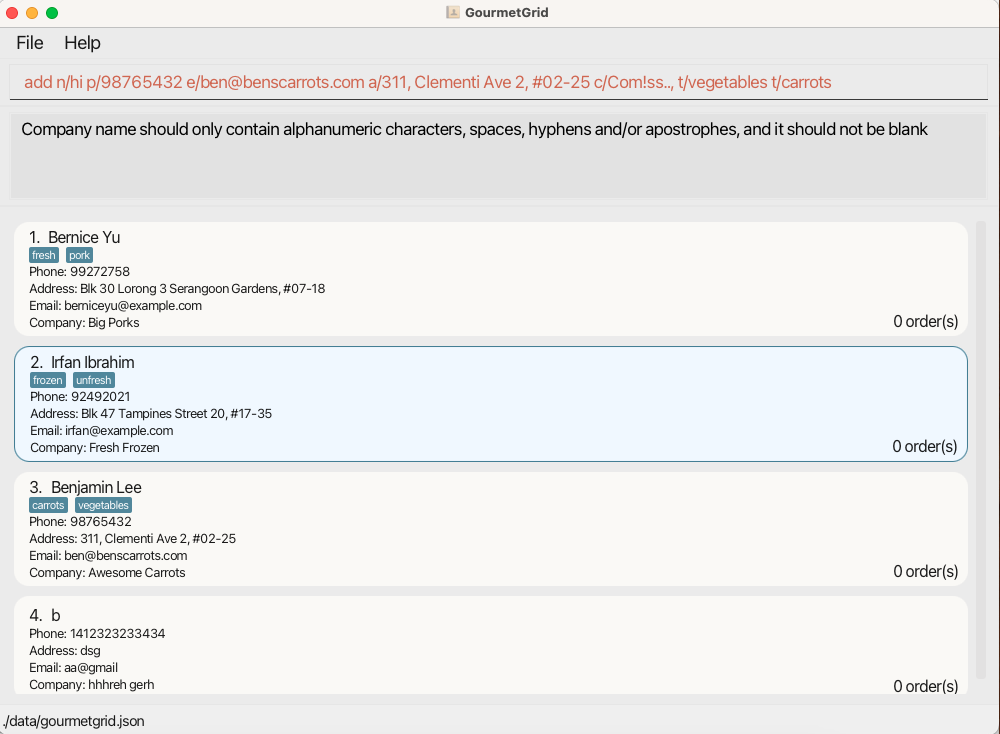 GourmetGrid
File Help
add n/hi p/98765432 e/ben@benscarrots.com a/311, Clementi Ave 2, #02-25 c/Com!ss.., t/vegetables t/carrots
Company name should only contain alphanumeric characters, spaces, hyphens and/or apostrophes, and it should not be blank
1. Bernice Yu
fresh pork
Phone: 99272758
Address: Blk 30 Lorong 3 Serangoon Gardens, #07-18
Email: berniceyu@example.com
Company: Big Porks 0 order(s)
2. Irfan Ibrahim
frozen unfresh
Phone: 92492021
Address: Blk 47 Tampines Street 20, #17-35
Email: irfan@example.com
Company: Fresh Frozen 0 order(s)
3. Benjamin Lee
carrots vegetables
Phone: 98765432
Address: 311, Clementi Ave 2, #02-25
Email: ben@benscarrots.com
Company: Awesome Carrots 0 order(s)
4. b
Phone: 1412323233434
Address: dsg
Email: aa@gmail
Company: hhhreh gerh 0 order(s)
./data/gourmetgrid.json